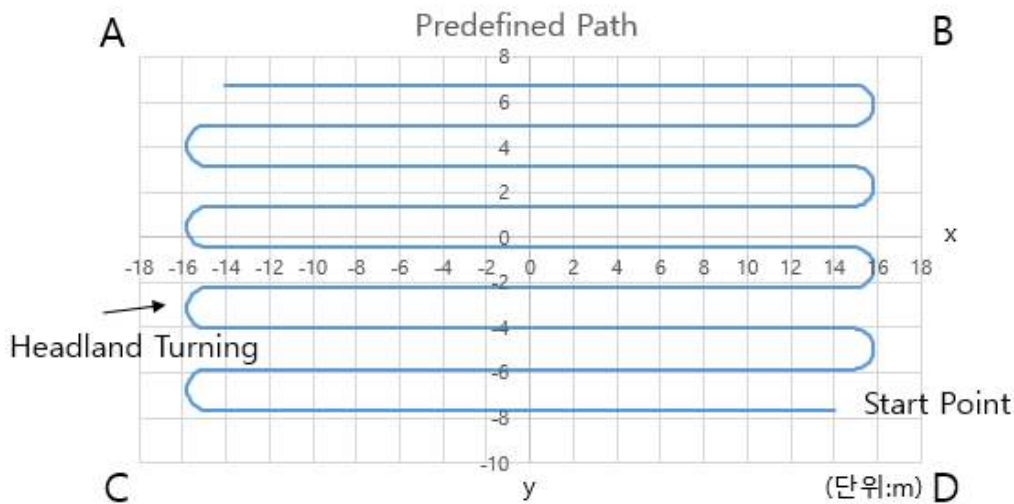 Predefined Path
A
B
8
6
4
2
0
x
-18 -16 -14 -12 -10 -8 -6 -4 -2 0 2 4 6 8 10 12 14 16 18
-2
Headland Turning
-4
-6
Start Point
-8
-10
C
y
(단위:m)
D